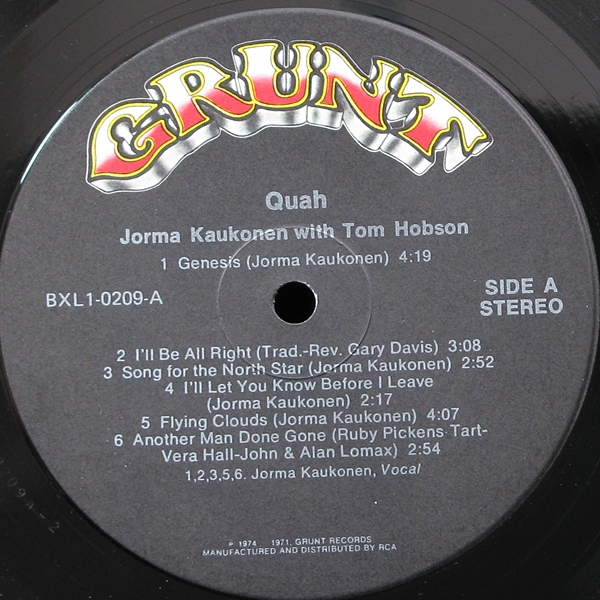 GRUNT
Quah
Jorma Kaukonen with Tom Hobson
1 Genesis (Jorma Kaukonen) 4:19
BXL1-0209-A
SIDE A
STEREO
2 I'll Be All Right (Trad.-Rev. Gary Davis) 3:08
3 Song for the North Star (Jorma Kaukonen) 2:52
4 I'll Let You Know Before I Leave
(Jorma Kaukonen) 2:17
5 Flying Clouds (Jorma Kaukonen) 4:07
6 Another Man Done Gone (Ruby Pickens Tart-
Vera Hall-John & Alan Lomax) 2:54
1,2,3,5,6. Jorma Kaukonen, Vocal
℗ 1974 1971, GRUNT RECORDS
MANUFACTURED AND DISTRIBUTED BY RCA